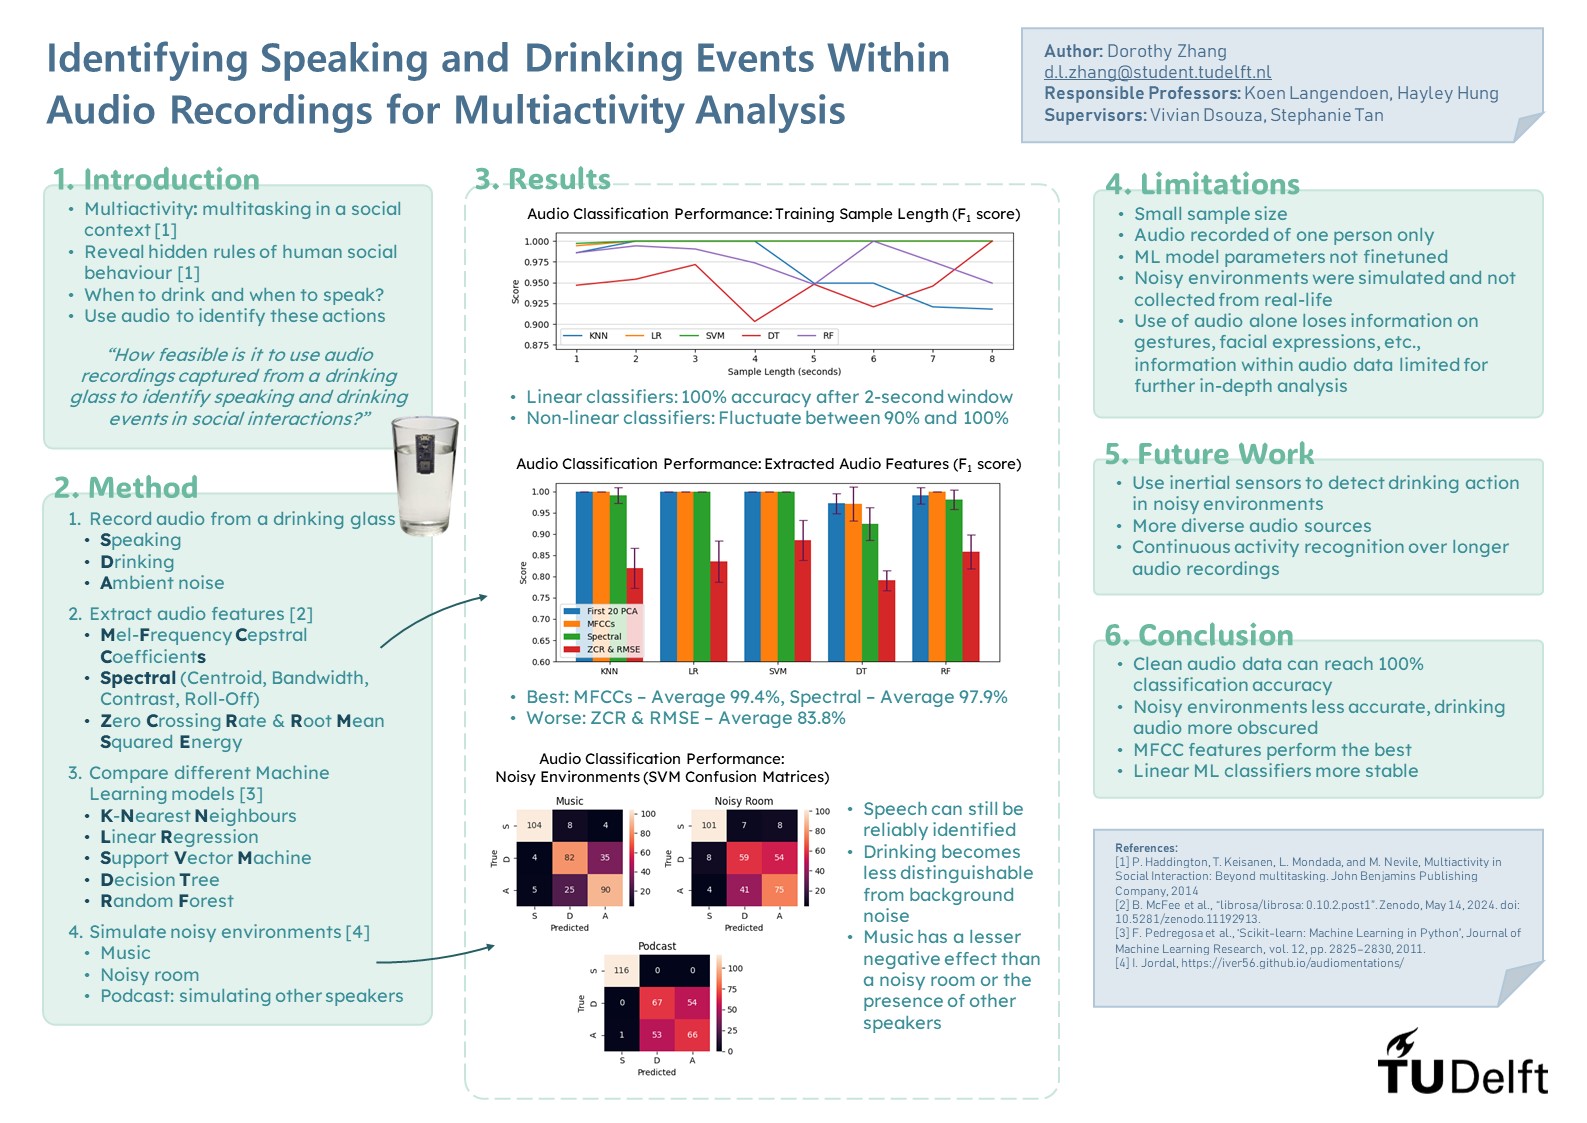 Identifying Speaking and Drinking Events Within
Audio Recordings for Multiactivity Analysis
Author: Dorothy Zhang
d.l.zhang@student.tudelft.nl
Responsible Professors: Koen Langendoen, Hayley Hung
Supervisors: Vivian Dsouza, Stephanie Tan
1. Introduction
• Multiactivity: multitasking in a social
context [1]
• Reveal hidden rules of human social
behaviour [1]
• When to drink and when to speak?
• Use audio to identify these actions
"How feasible is it to use audio
recordings captured from a drinking
glass to identify speaking and drinking
events in social interactions?"
2. Method
1. Record audio from a drinking glass
• Speaking
• Drinking
• Ambient noise
2. Extract audio features [2]
• Mel-Frequency Cepstral
Coefficients
• Spectral (Centroid, Bandwidth,
Contrast, Roll-Off)
• Zero Crossing Rate & Root Mean
Squared Energy
3. Compare different Machine
Learning models [3]
• K-Nearest Neighbours
• Linear Regression
• Support Vector Machine
• Decision Tree
• Random Forest
4. Simulate noisy environments [4]
• Music
• Noisy room
• Podcast: simulating other speakers
3. Results
Audio Classification Performance: Training Sample Length (F1 score)
Score
1.000
0.975
0.950
0.925
0.900
0.875
KNN LR SVM DT RF
1 2 3 4 5 6 7 8
Sample Length (seconds)
• Linear classifiers: 100% accuracy after 2-second window
• Non-linear classifiers: Fluctuate between 90% and 100%
Audio Classification Performance: Extracted Audio Features (F1 score)
Score
1.00
0.95
0.90
0.85
0.80
0.75
0.70
0.65
0.60
First 20 PCA
MFCCs
Spectral
ZCR & RMSE
KNN LR SVM DT RF
• Best: MFCCs – Average 99.4%, Spectral – Average 97.9%
• Worse: ZCR & RMSE – Average 83.8%
Audio Classification Performance:
Noisy Environments (SVM Confusion Matrices)
Music
True
S 104 8 4
D 4 82 35
A 5 25 90
S D A
Predicted
100
80
60
40
20
Noisy Room
True
S 101 7 8
D 8 59 54
A 4 41 75
S D A
Predicted
100
80
60
40
20
Podcast
True
S 116 0 0
D 0 67 54
A 1 53 66
S D A
Predicted
100
75
50
25
0
• Speech can still be
reliably identified
• Drinking becomes
less distinguishable
from background
noise
• Music has a lesser
negative effect than
a noisy room or the
presence of other
speakers
4. Limitations
• Small sample size
• Audio recorded of one person only
• ML model parameters not finetuned
• Noisy environments were simulated and not
collected from real-life
• Use of audio alone loses information on
gestures, facial expressions, etc.,
information within audio data limited for
further in-depth analysis
5. Future Work
• Use inertial sensors to detect drinking action
in noisy environments
• More diverse audio sources
• Continuous activity recognition over longer
audio recordings
6. Conclusion
• Clean audio data can reach 100%
classification accuracy
• Noisy environments less accurate, drinking
audio more obscured
• MFCC features perform the best
• Linear ML classifiers more stable
References:
[1] P. Haddington, T. Keisanen, L. Mondada, and M. Nevile, Multiactivity in
Social Interaction: Beyond multitasking. John Benjamins Publishing
Company, 2014
[2] B. McFee et al., “librosa/librosa: 0.10.2.post1”. Zenodo, May 14, 2024. doi:
10.5281/zenodo.11192913.
[3] F. Pedregosa et al., ‘Scikit-learn: Machine Learning in Python’, Journal of
Machine Learning Research, vol. 12, pp. 2825–2830, 2011.
[4] I. Jordal, https://iver56.github.io/audiomentations/
TUDelft